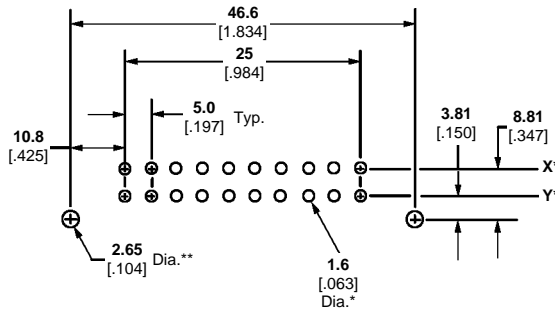 46.6
[1.834]
25
[.984]
5.0 Typ.
[.197]
3.81
[.150]
8.81
[.347]
10.8
[.425]
X*
Y*
2.65
[.104] Dia.**
1.6
[.063]
Dia.*